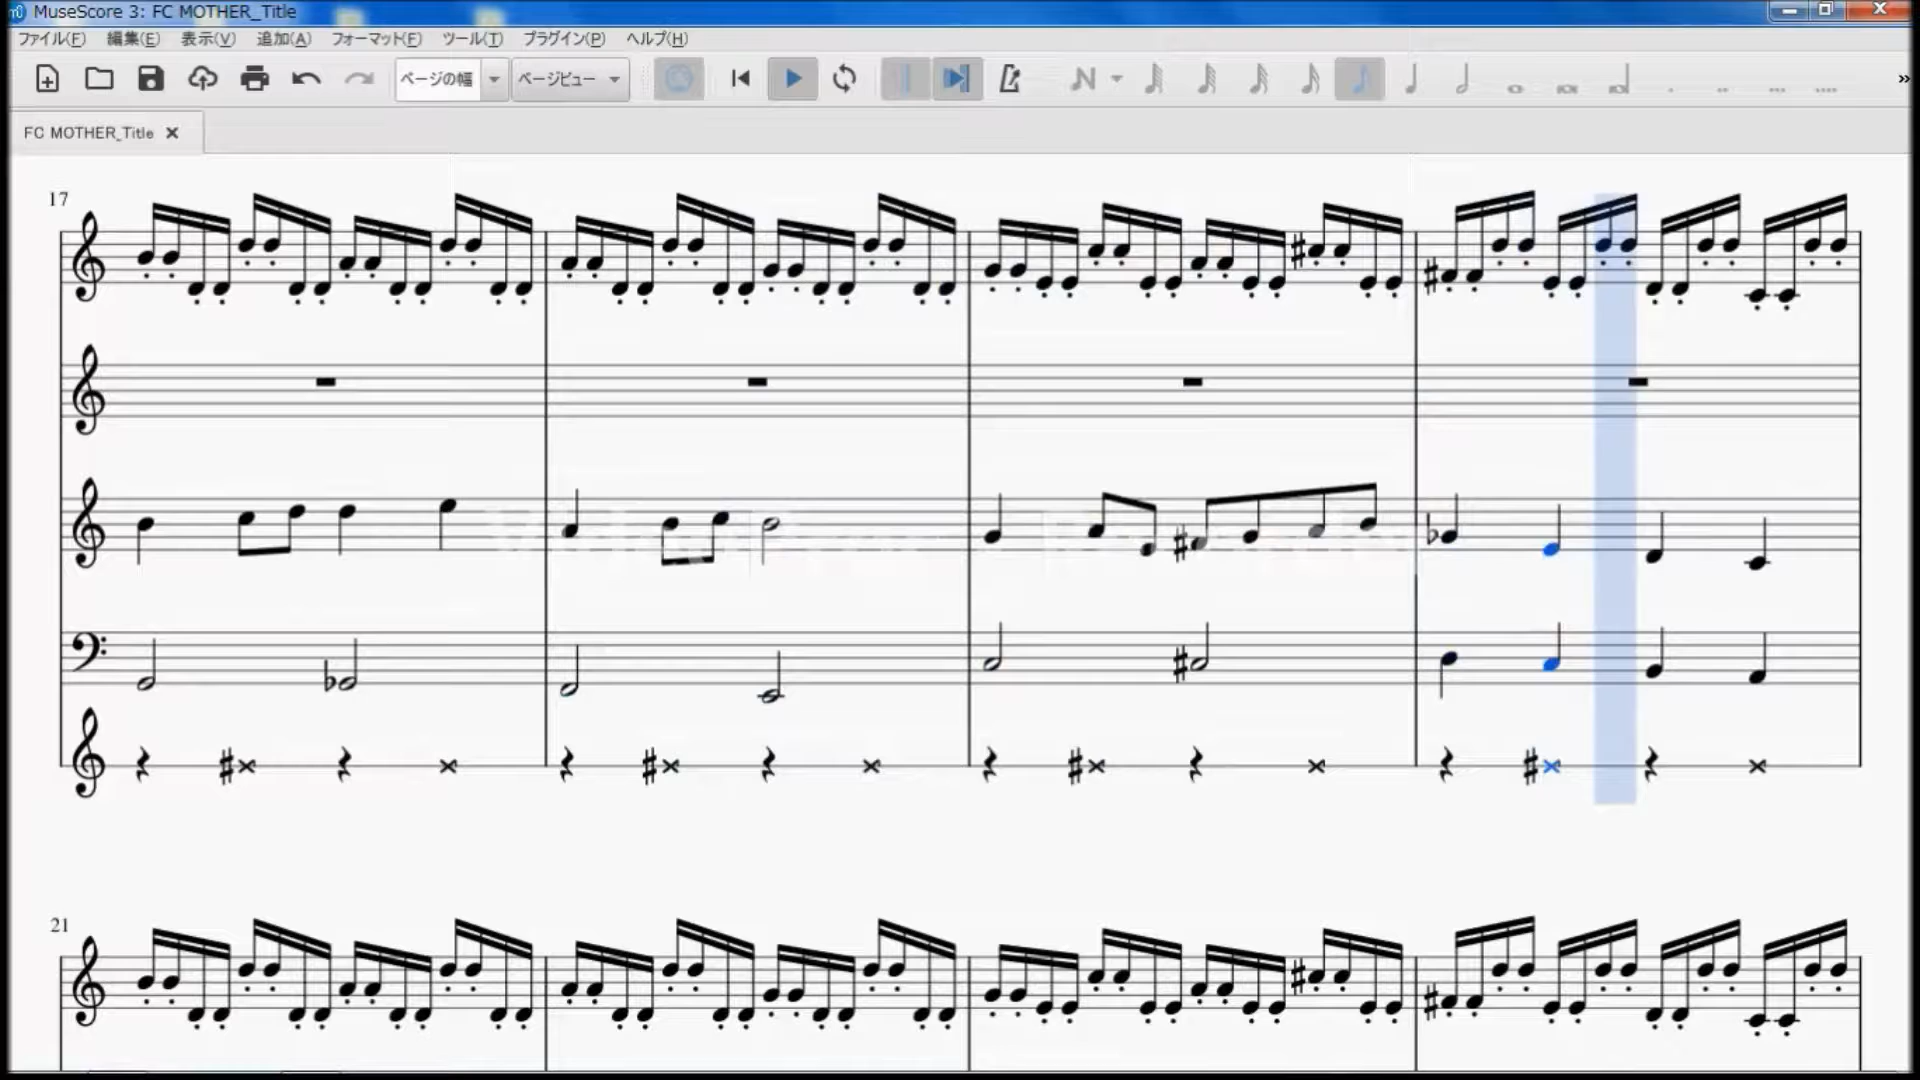 MuseScore 3: FC MOTHER_Title
ファイル(F) 編集(E) 表示(V) 追加(A) フォーマット(F) ツール(T) プラグイン(P) ヘルプ(H)
ページの幅 ページビュー
FC MOTHER_Title
17
21